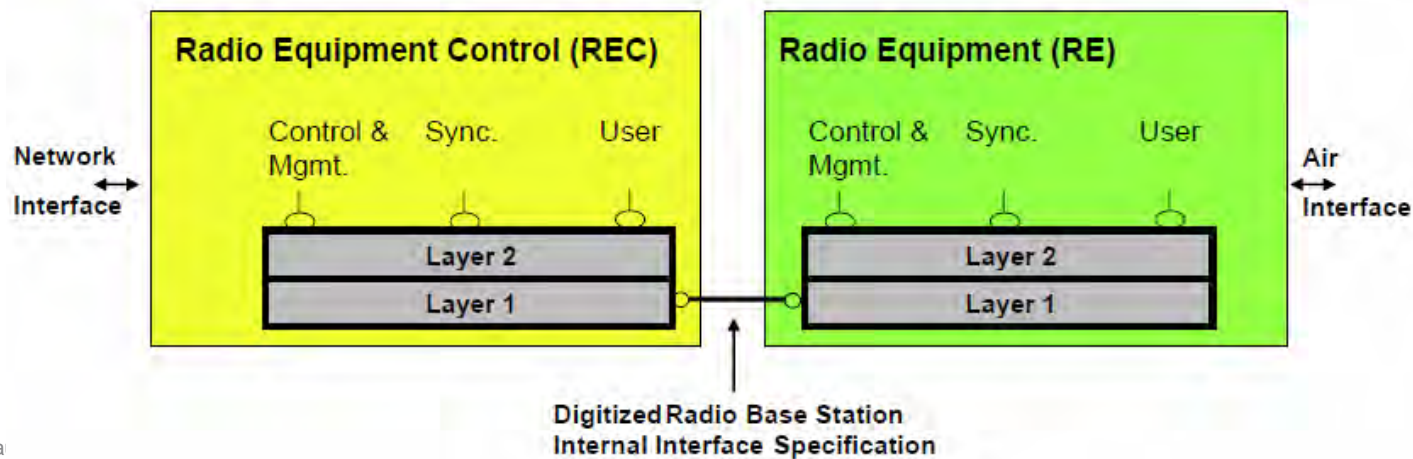 Radio Equipment Control (REC)
Radio Equipment (RE)
Control & Sync. User
Mgmt.
Control & Sync. User
Mgmt.
Network
Interface
Air
Interface
Layer 2
Layer 1
Layer 2
Layer 1
Digitized Radio Base Station
Internal Interface Specification
a